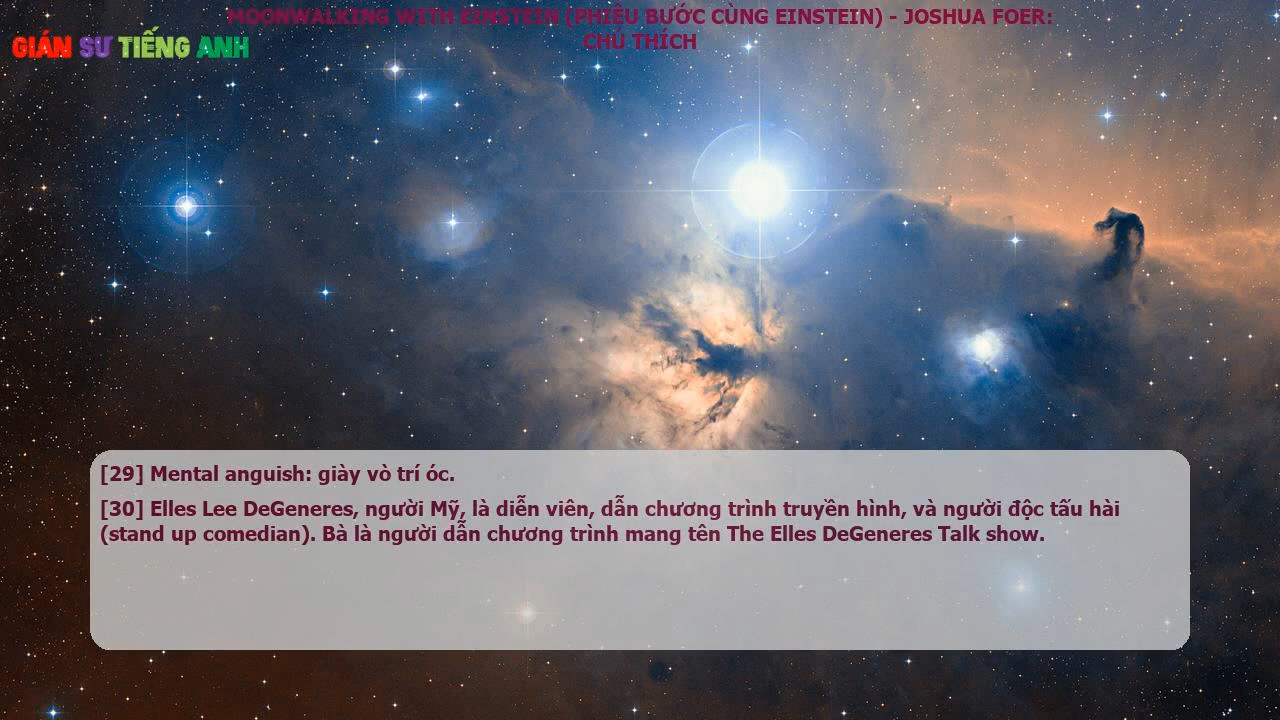 MOONWALKING WITH EINSTEIN (PHIÊU BƯỚC CÙNG EINSTEIN) - JOSHUA FOER:
CHÚ THÍCH
GIÁN SƯ TIẾNG ANH
[29] Mental anguish: giày vò trí óc.
[30] Elles Lee DeGeneres, người Mỹ, là diễn viên, dẫn chương trình truyền hình, và người độc tấu hài
(stand up comedian). Bà là người dẫn chương trình mang tên The Elles DeGeneres Talk show.